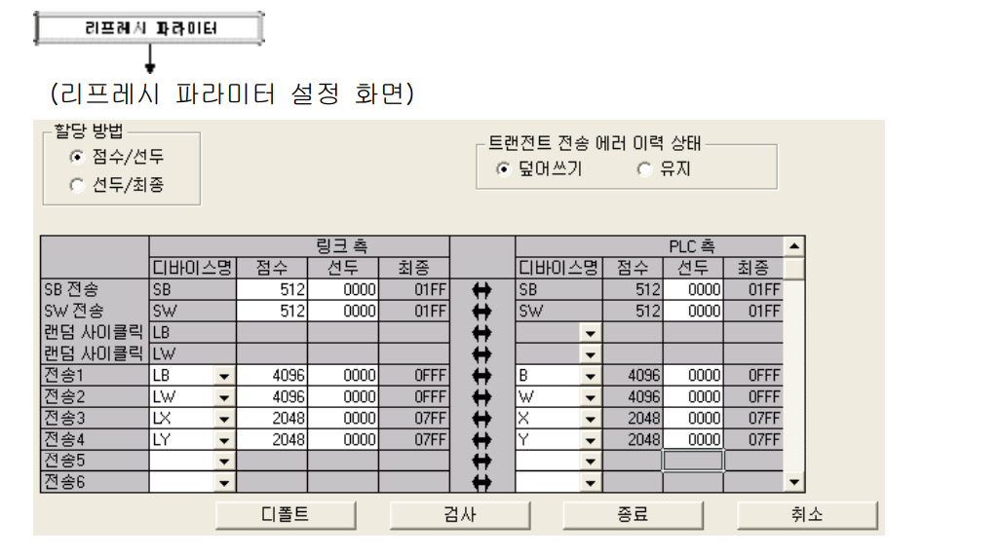 리프레시 파라미터
(리프레시 파라미터 설정 화면)
할당 방법
점수/선두
선두/최종
트랜젼트 전송 에러 이력 상태
덮어쓰기 유지
링크 측 PLC 측
디바이스명 점수 선두 최종 디바이스명 점수 선두 최종
SB 전송 SB 512 0000 01FF SB 512 0000 01FF
SW 전송 SW 512 0000 01FF SW 512 0000 01FF
랜덤 사이클릭 LB
랜덤 사이클릭 LW
전송1 LB 4096 0000 0FFF B 4096 0000 0FFF
전송2 LW 4096 0000 0FFF W 4096 0000 0FFF
전송3 LX 2048 0000 07FF X 2048 0000 07FF
전송4 LY 2048 0000 07FF Y 2048 0000 07FF
전송5
전송6
디폴트 검사 종료 취소